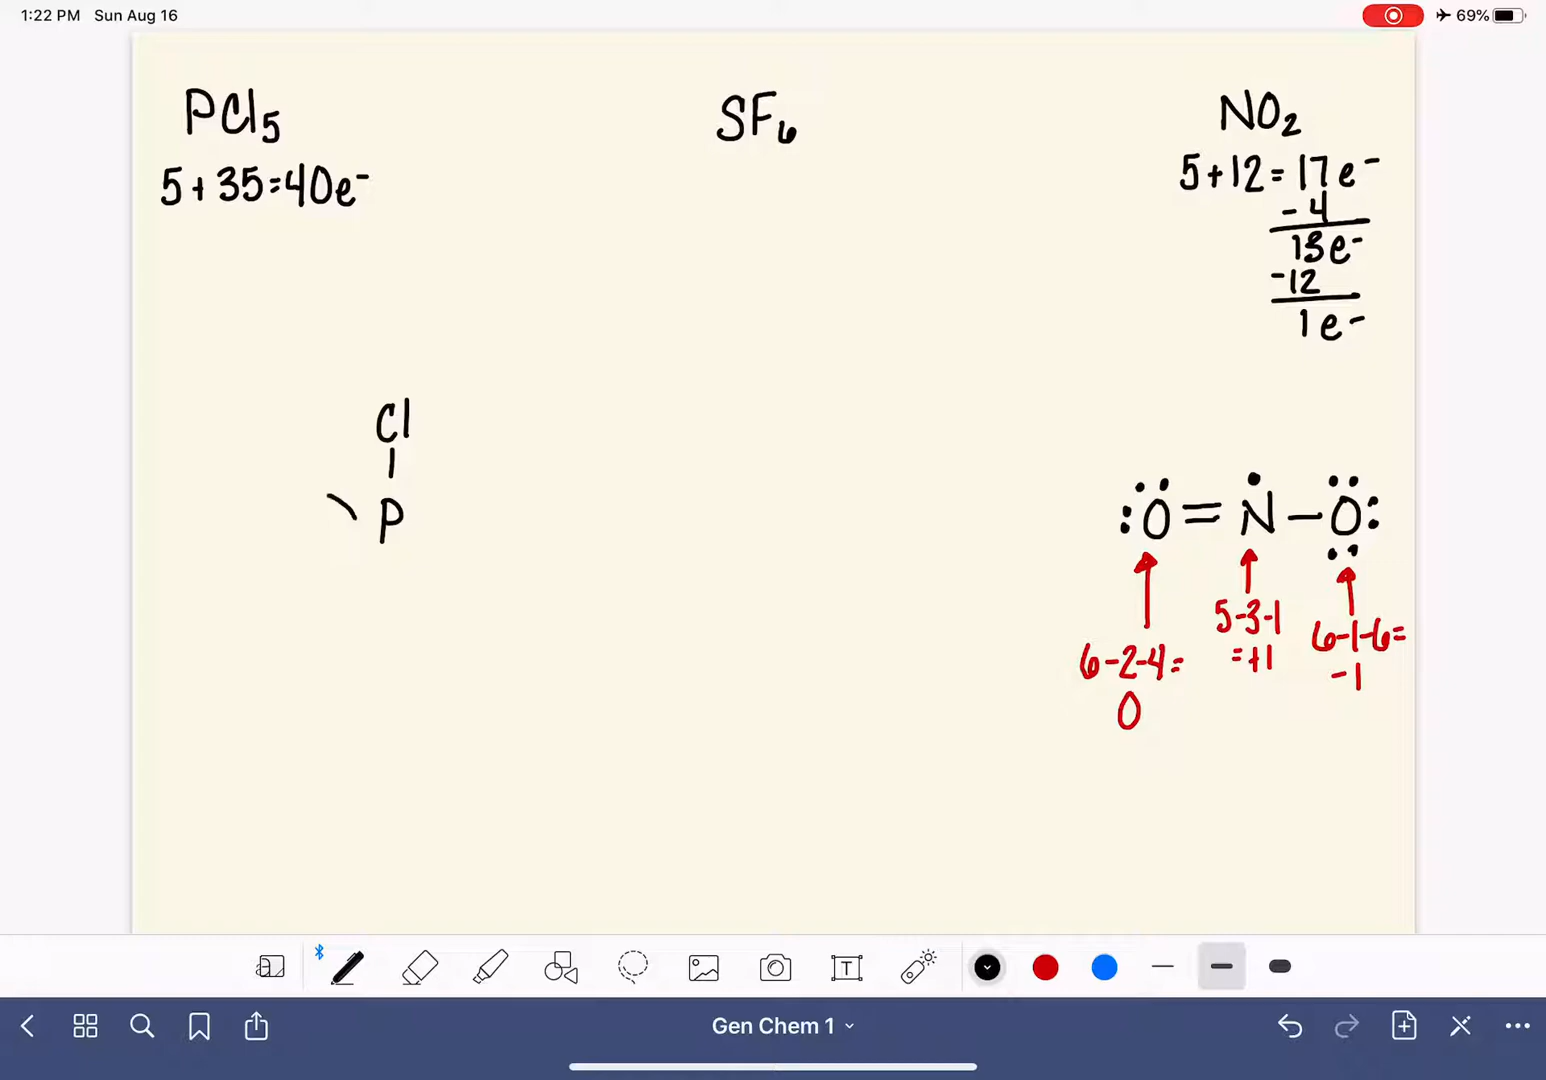 1:22 PM Sun Aug 16
69%
PCl₅
5+35=40e⁻
SF₆
NO₂
5+12=17e⁻
-4
13e⁻
-12
1e⁻
Cl
P
:O=N-O:
5-3-1
=+1
6-1-6=
-1
6-2-4=
0
T
Gen Chem 1